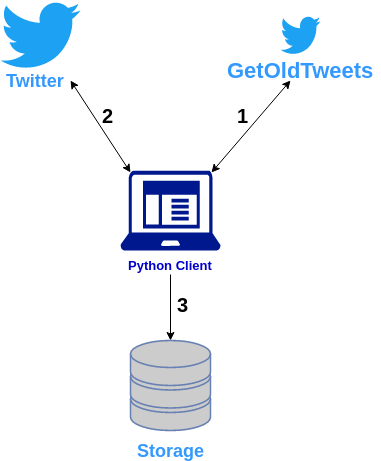 Twitter
GetOldTweets
2
1
Python Client
3
Storage